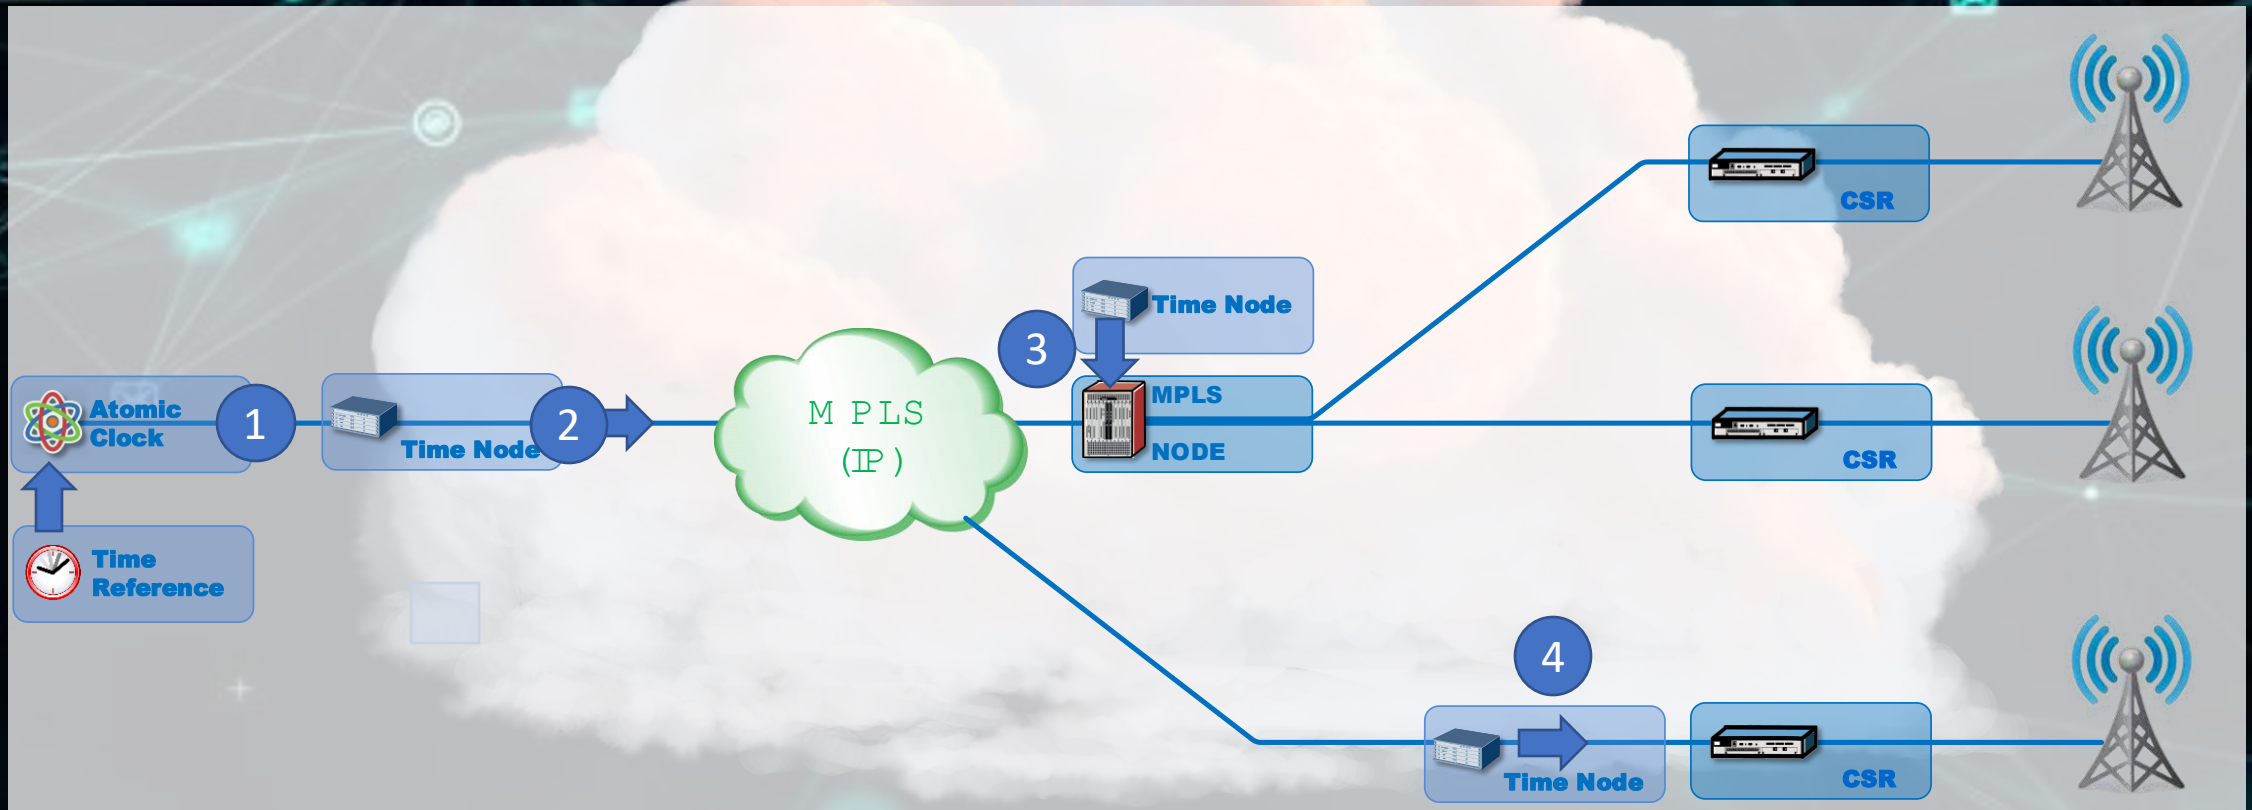 CSR
Time Node
3
MPLS
NODE
Atomic
Clock
1
Time Node
2
M PLS
(IP)
CSR
Time
Reference
4
Time Node
CSR